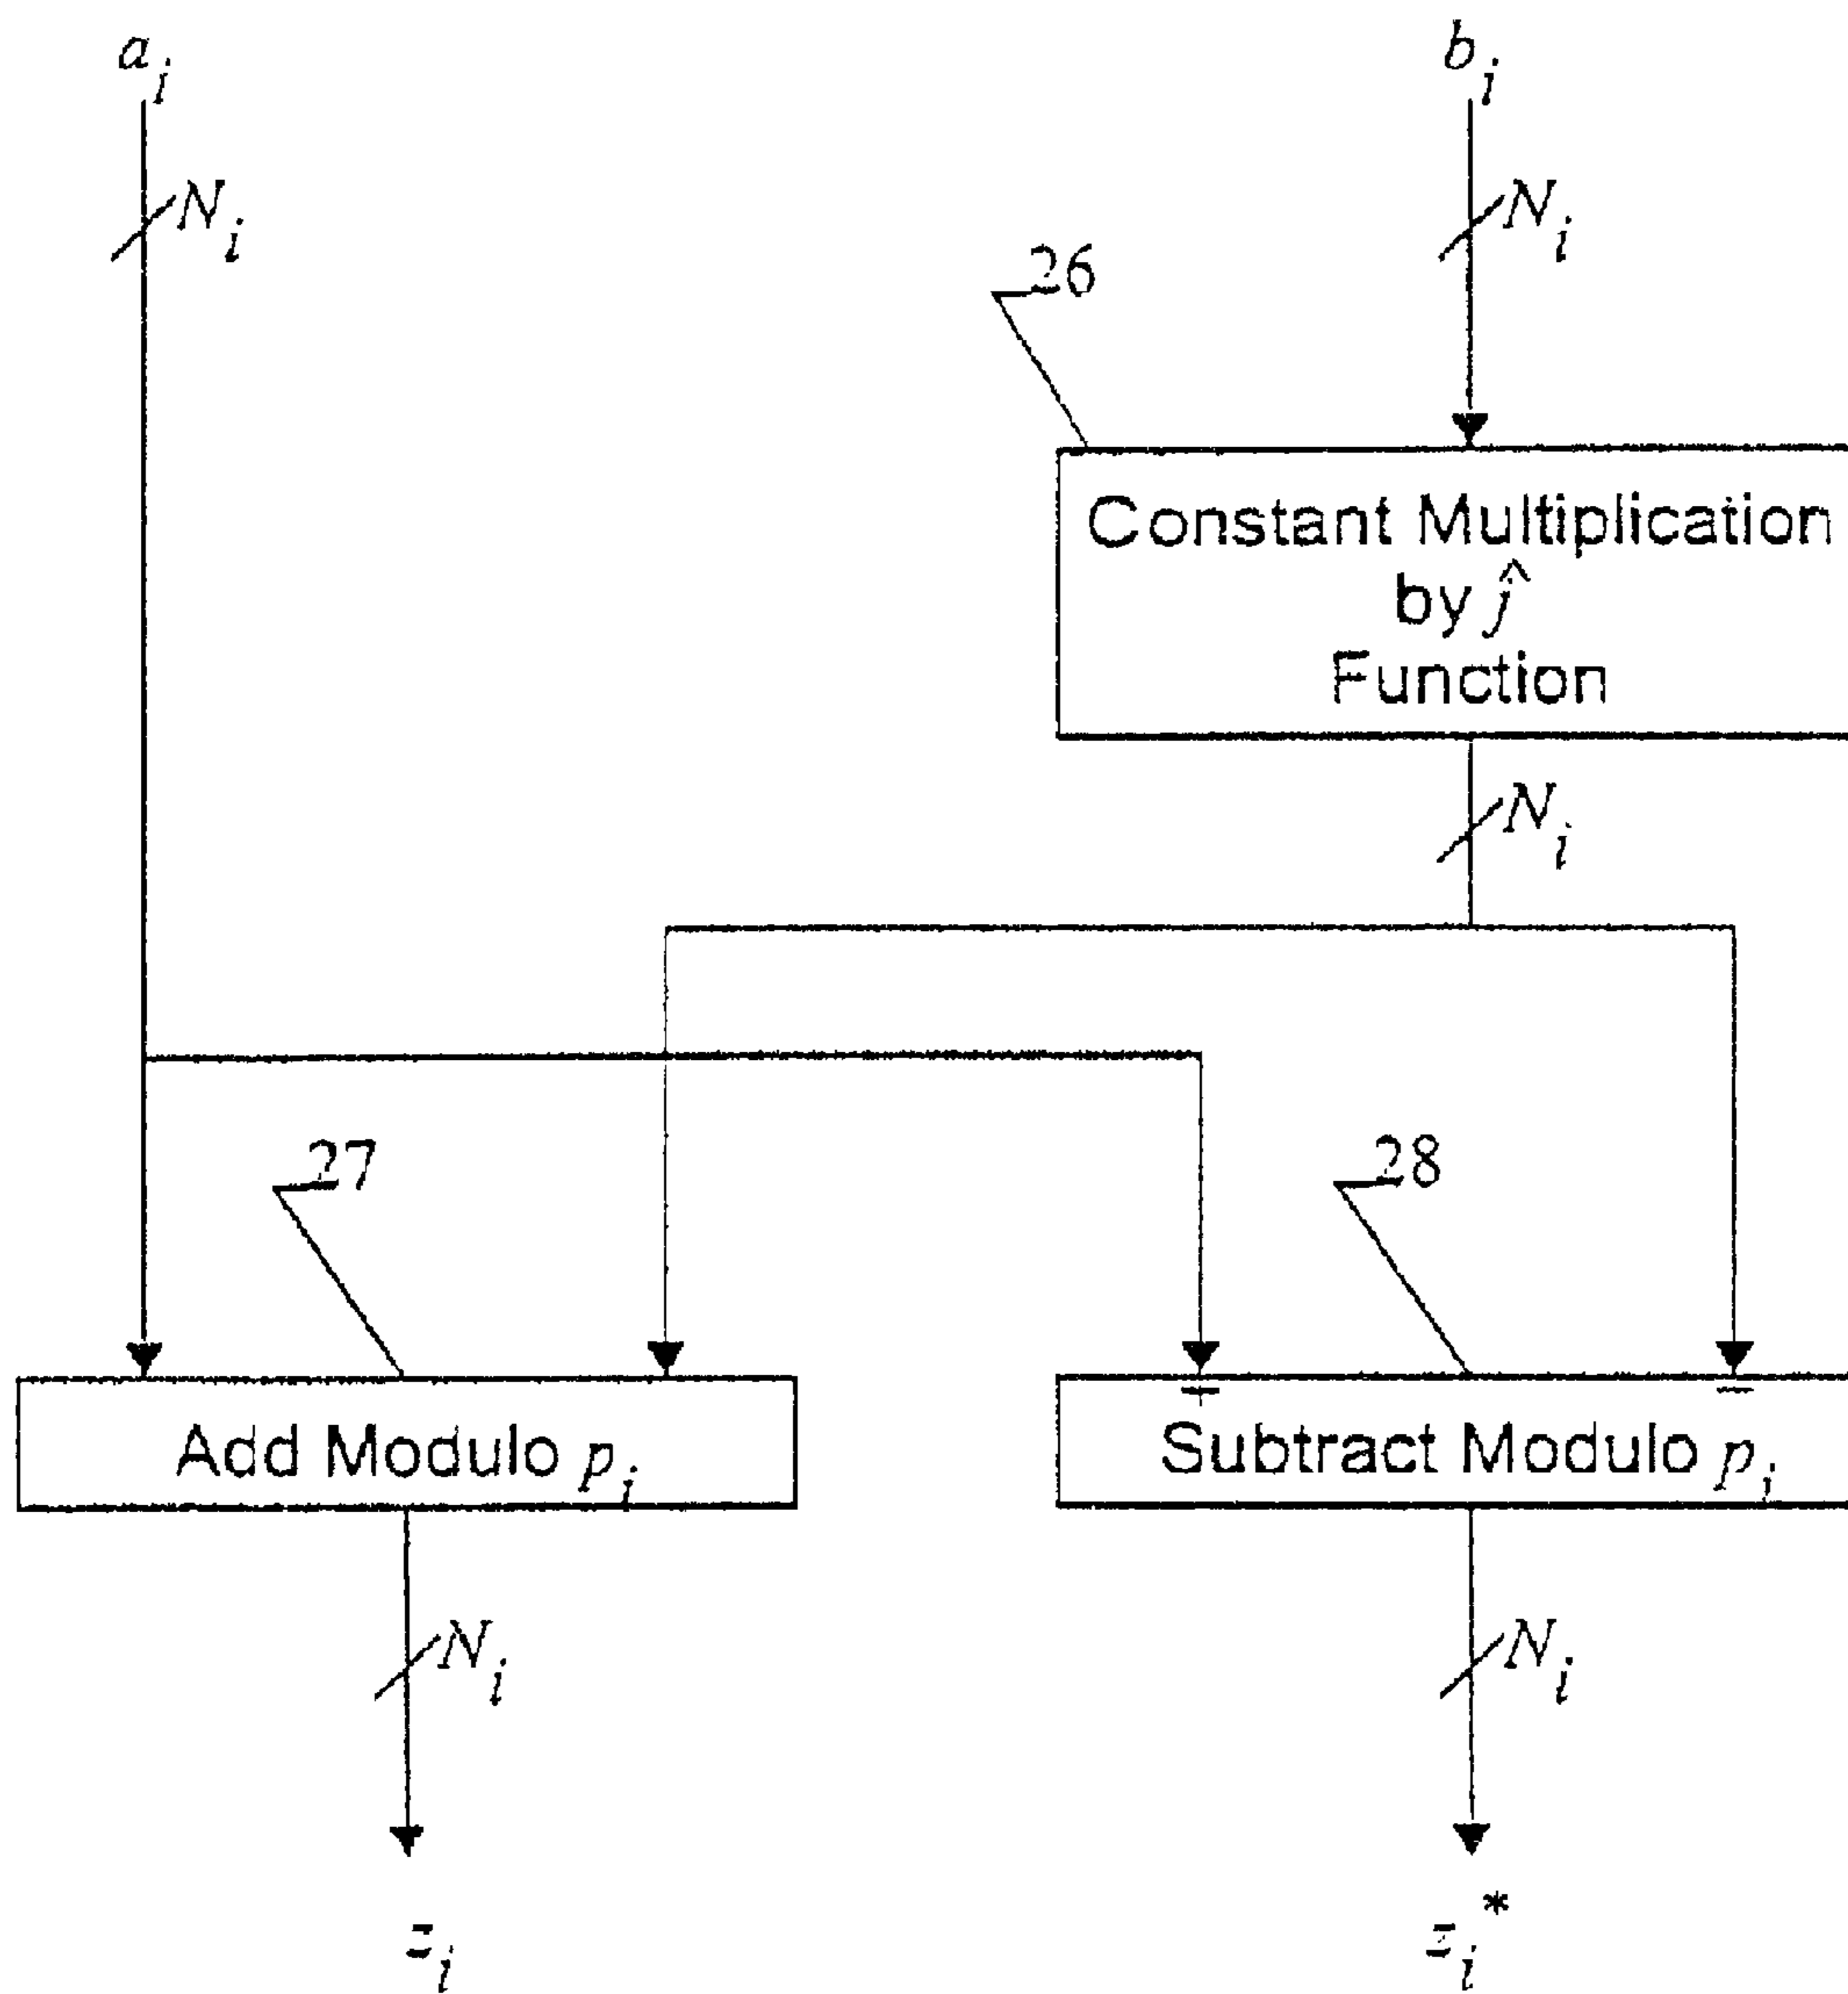 a_i
b_i
N_i
N_i
26
Constant Multiplication
by ĵ
Function
N_i
27
28
+
−
Add Modulo p_i
Subtract Modulo p_i
N_i
N_i
z_i
z_i*